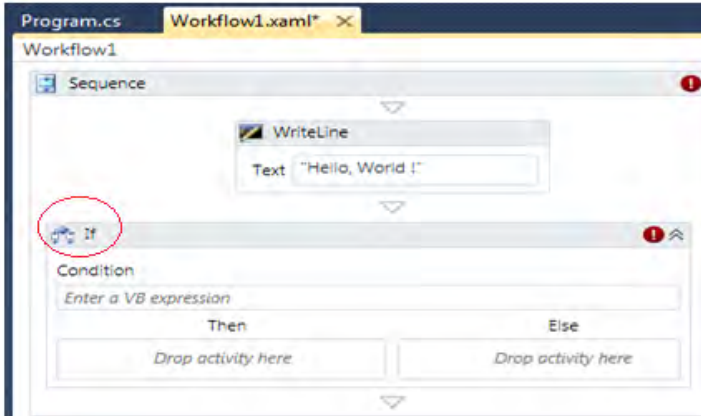 Program.cs Workflow1.xaml*
Workflow1
Sequence
WriteLine
Text "Hello, World !"
If
Condition
Enter a VB expression
Then Else
Drop activity here Drop activity here